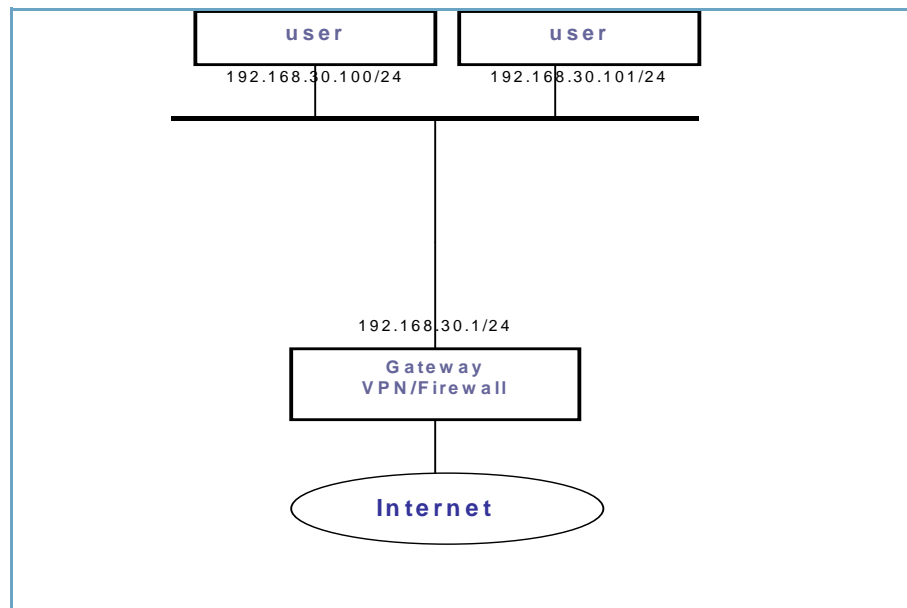 user user
192.168.30.100/24 192.168.30.101/24
192.168.30.1/24
Gateway
VPN/Firewall
Internet